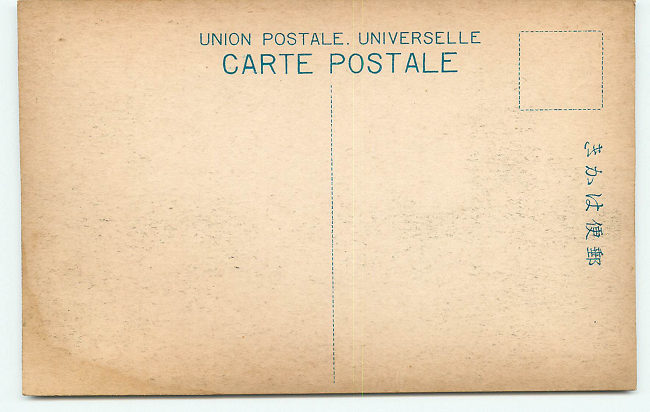 UNION POSTALE. UNIVERSELLE
CARTE POSTALE
きかは便郵